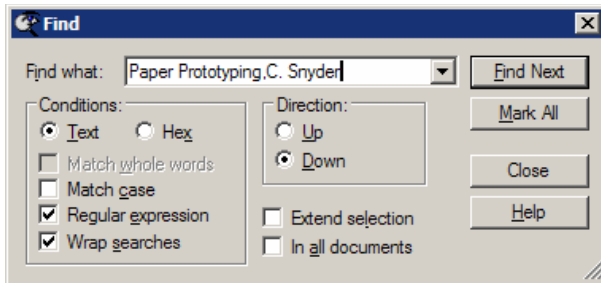 Find
Find what: Paper Prototyping,C. Snyder Find Next
Conditions: Direction: Mark All
Text Hex Up
Match whole words Down Close
Match case
Regular expression Extend selection Help
Wrap searches In all documents